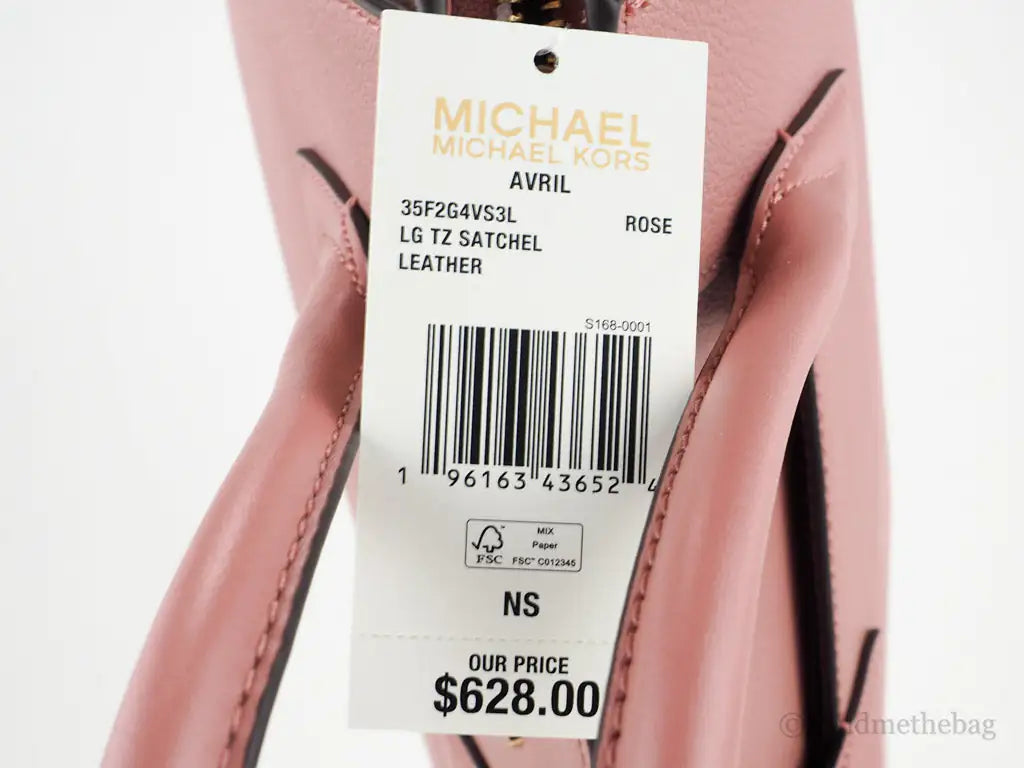 MICHAEL
MICHAEL KORS
AVRIL
35F2G4VS3L ROSE
LG TZ SATCHEL
LEATHER
S168-0001
1 96163 43652 4
FSC™
MIX
Paper
FSC™ C012345
NS
OUR PRICE
$628.00